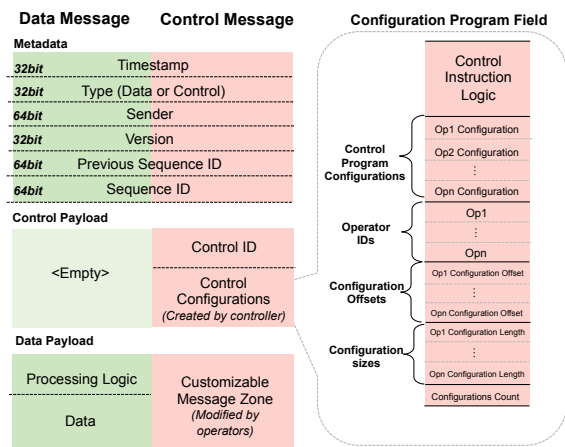 Data Message Control Message
Metadata
32bit Timestamp
32bit Type (Data or Control)
64bit Sender
32bit Version
64bit Previous Sequence ID
64bit Sequence ID
Control Payload
<Empty>
Control ID
Control
Configurations
(Created by controller)
Data Payload
Processing Logic
Data
Customizable
Message Zone
(Modified by
operators)
Configuration Program Field
Control
Instruction
Logic
Control
Program
Configurations
Op1 Configuration
Op2 Configuration
⋮
Opn Configuration
Operator
IDs
Op1
⋮
Opn
Configuration
Offsets
Op1 Configuration Offset
⋮
Opn Configuration Offset
Configuration
sizes
Op1 Configuration Length
⋮
Opn Configuration Length
Configurations Count